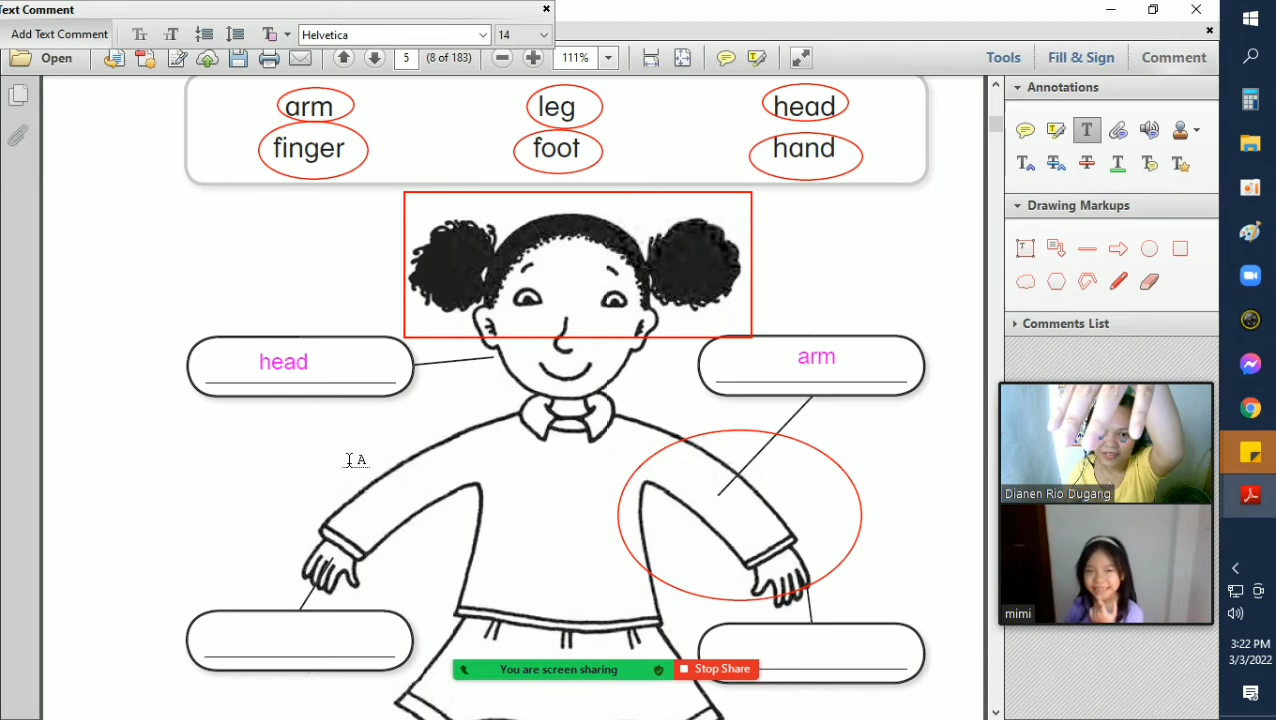 Text Comment
Add Text Comment
Helvetica
14
Open
5
(8 of 183)
111%
Tools
Fill & Sign
Comment
arm
leg
head
finger
foot
hand
Annotations
Drawing Markups
Comments List
head
arm
A
Dianen Rio Dugang
mimi
You are screen sharing
Stop Share
3:22 PM
3/3/2022